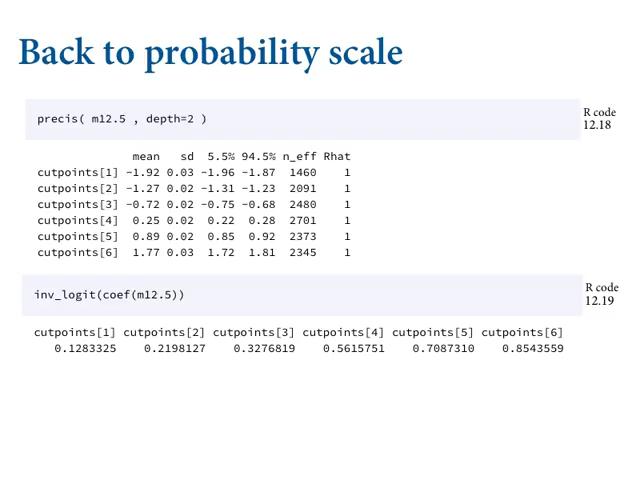 Back to probability scale
precis( m12.5 , depth=2 )
R code
12.18
mean sd 5.5% 94.5% n_eff Rhat
cutpoints[1] -1.92 0.03 -1.96 -1.87 1460 1
cutpoints[2] -1.27 0.02 -1.31 -1.23 2091 1
cutpoints[3] -0.72 0.02 -0.75 -0.68 2480 1
cutpoints[4] 0.25 0.02 0.22 0.28 2701 1
cutpoints[5] 0.89 0.02 0.85 0.92 2373 1
cutpoints[6] 1.77 0.03 1.72 1.81 2345 1
inv_logit(coef(m12.5))
R code
12.19
cutpoints[1] cutpoints[2] cutpoints[3] cutpoints[4] cutpoints[5] cutpoints[6]
0.1283325 0.2198127 0.3276819 0.5615751 0.7087310 0.8543559